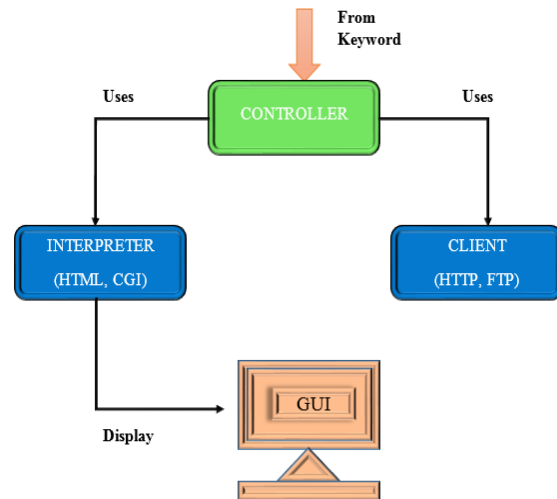 From
Keyword
Uses
Uses
CONTROLLER
INTERPRETER
(HTML, CGI)
CLIENT
(HTTP, FTP)
GUI
Display